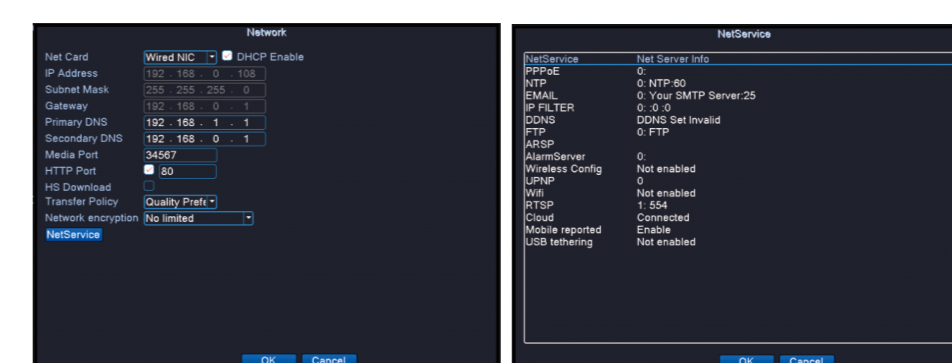 Network
Net Card Wired NIC DHCP Enable
IP Address 192 . 168 . 0 . 108
Subnet Mask 255 . 255 . 255 . 0
Gateway 192 . 168 . 0 . 1
Primary DNS 192 . 168 . 1 . 1
Secondary DNS 192 . 168 . 0 . 1
Media Port 34567
HTTP Port 80
HS Download
Transfer Policy Quality Prefe
Network encryption No limited
NetService
OK Cancel
NetService
NetService Net Server Info
PPPoE 0:
NTP 0: NTP:60
EMAIL 0: Your SMTP Server:25
IP FILTER 0: :0 :0
DDNS DDNS Set Invalid
FTP 0: FTP
ARSP
AlarmServer 0:
Wireless Config Not enabled
UPNP 0
Wifi Not enabled
RTSP 1: 554
Cloud Connected
Mobile reported Enable
USB tethering Not enabled
OK Cancel